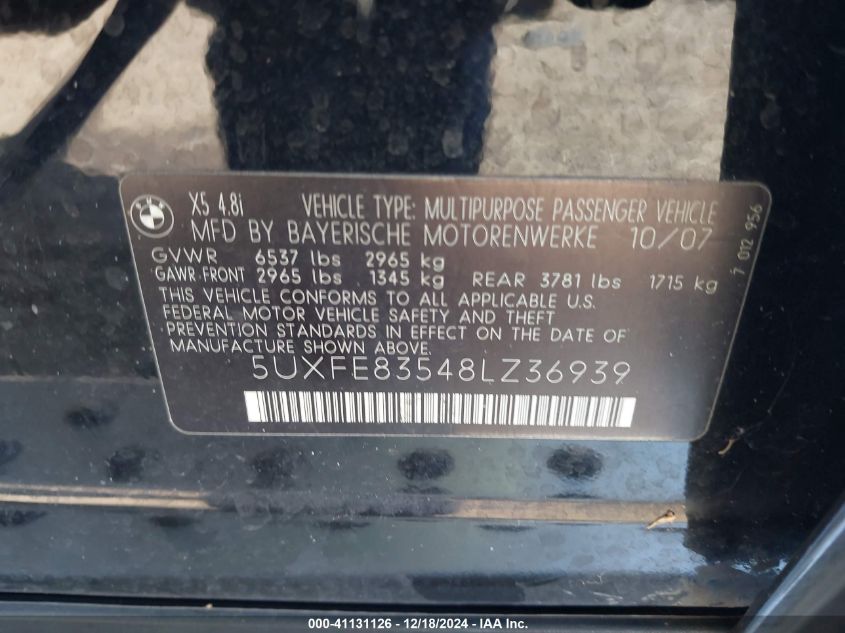 BMW
X5 4.8i VEHICLE TYPE: MULTIPURPOSE PASSENGER VEHICLE
MFD BY BAYERISCHE MOTORENWERKE 10/07
GVWR 6537 lbs 2965 kg
GAWR FRONT 2965 lbs 1345 kg REAR 3781 lbs 1715 kg
THIS VEHICLE CONFORMS TO ALL APPLICABLE U.S.
FEDERAL MOTOR VEHICLE SAFETY AND THEFT
PREVENTION STANDARDS IN EFFECT ON THE DATE OF
MANUFACTURE SHOWN ABOVE.
5UXFE83548LZ36939
7 012 956
000-41131126 - 12/18/2024 - IAA Inc.